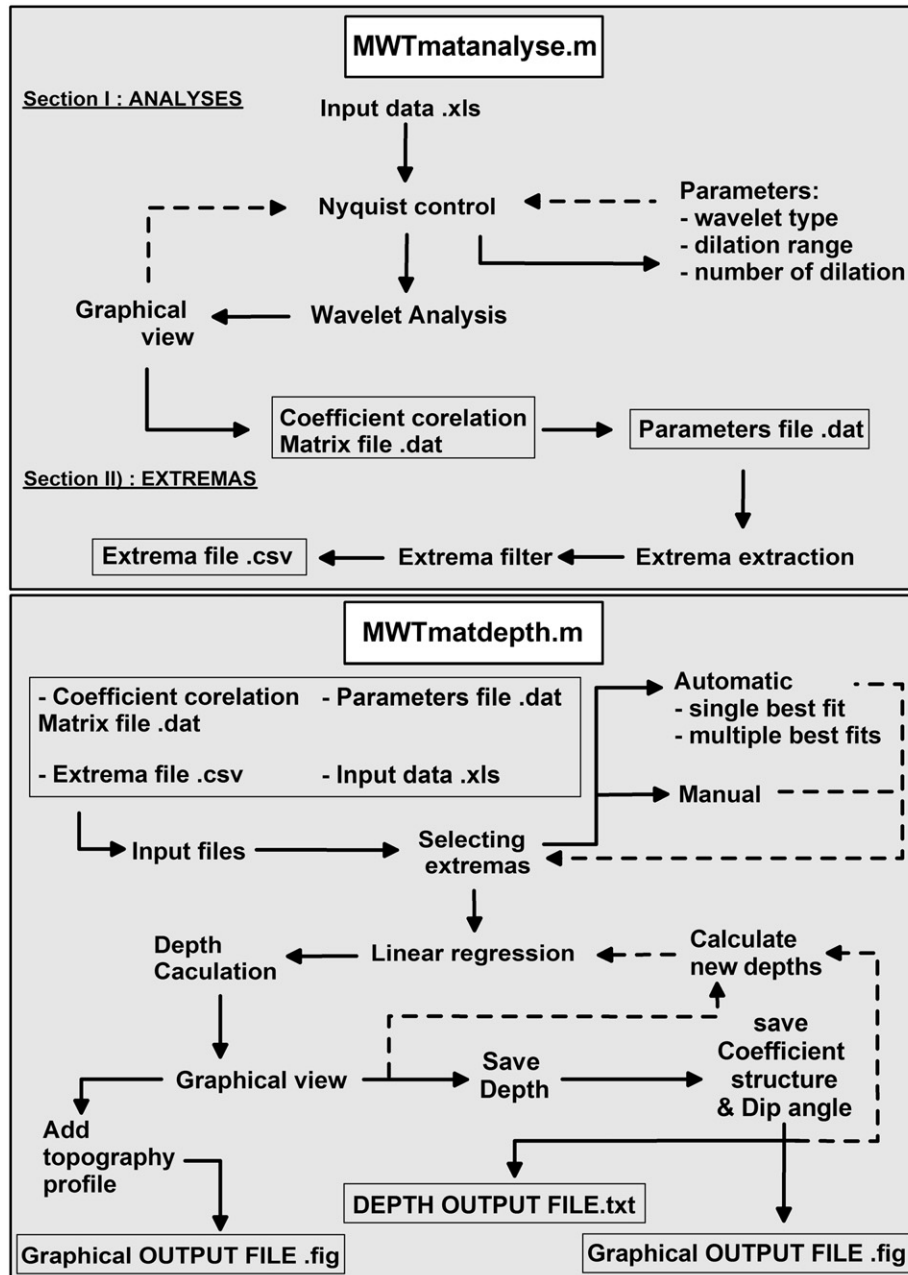 MWTmatanalyse.m
Section I : ANALYSES
Input data .xls
Nyquist control
Parameters:
- wavelet type
- dilation range
- number of dilation
Graphical
view
Wavelet Analysis
Coefficient corelation
Matrix file .dat
Parameters file .dat
Section II) : EXTREMAS
Extrema file .csv
Extrema filter
Extrema extraction
MWTmatdepth.m
- Coefficient corelation
Matrix file .dat
- Parameters file .dat
- Extrema file .csv
- Input data .xls
Automatic
- single best fit
- multiple best fits
Manual
Input files
Selecting
extremas
Depth
Caculation
Linear regression
Calculate
new depths
Graphical view
Save
Depth
save
Coefficient
structure
& Dip angle
Add
topography
profile
DEPTH OUTPUT FILE.txt
Graphical OUTPUT FILE .fig
Graphical OUTPUT FILE .fig